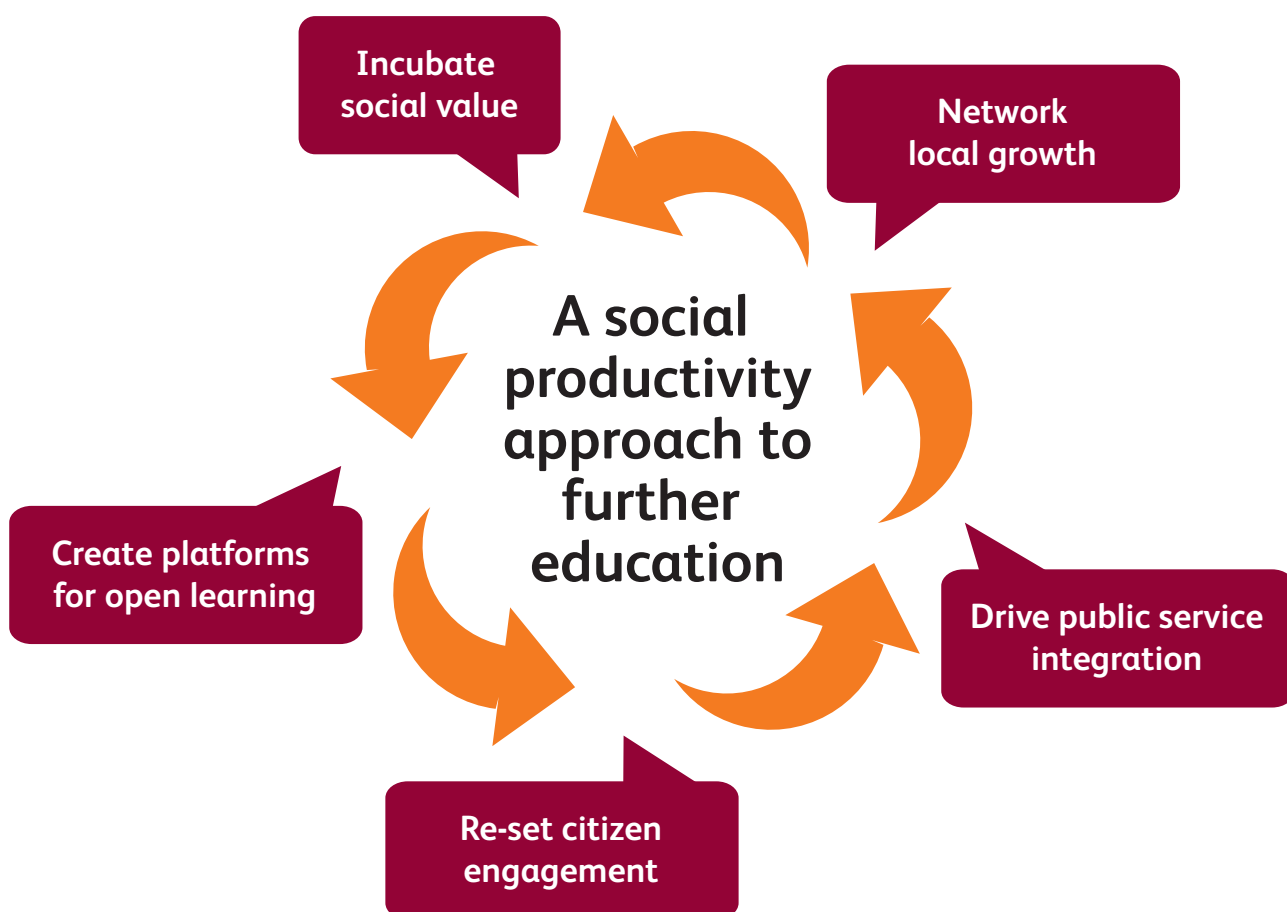 Incubate
social value
Network
local growth
A social
productivity
approach to
further
education
Create platforms
for open learning
Drive public service
integration
Re-set citizen
engagement